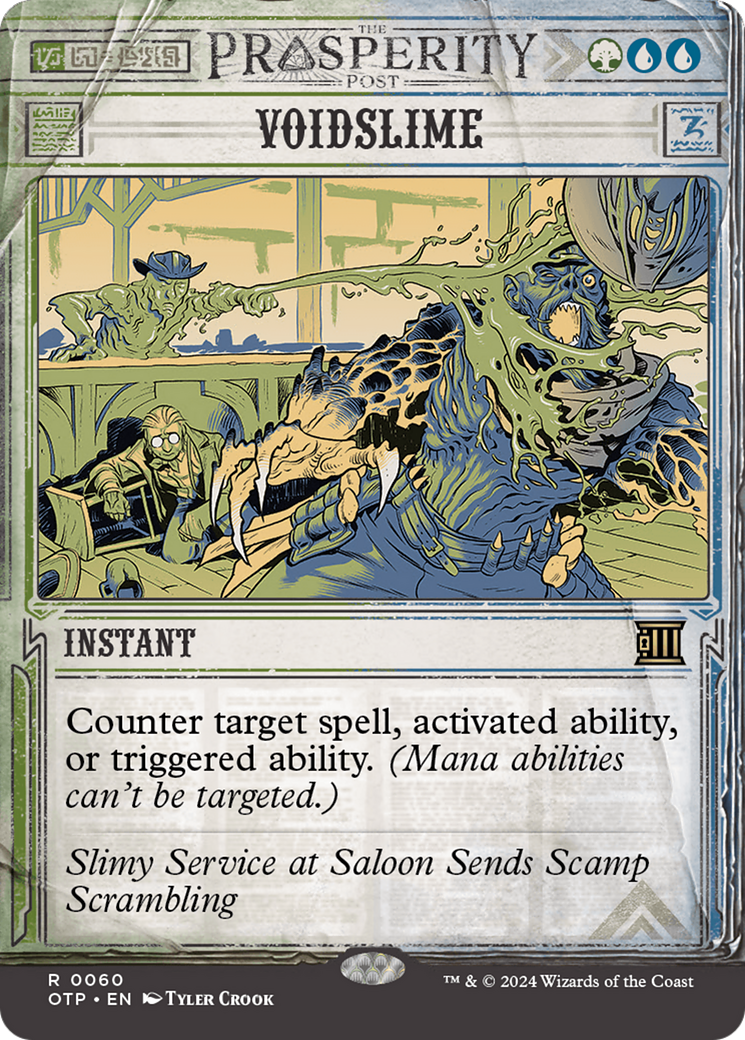 THE
PROSPERITY
POST
VOIDSLIME
INSTANT
Counter target spell, activated ability,
or triggered ability. (Mana abilities
can't be targeted.)
Slimy Service at Saloon Sends Scamp
Scrambling
R 0060
OTP • EN TYLER CROOK
™ & © 2024 Wizards of the Coast